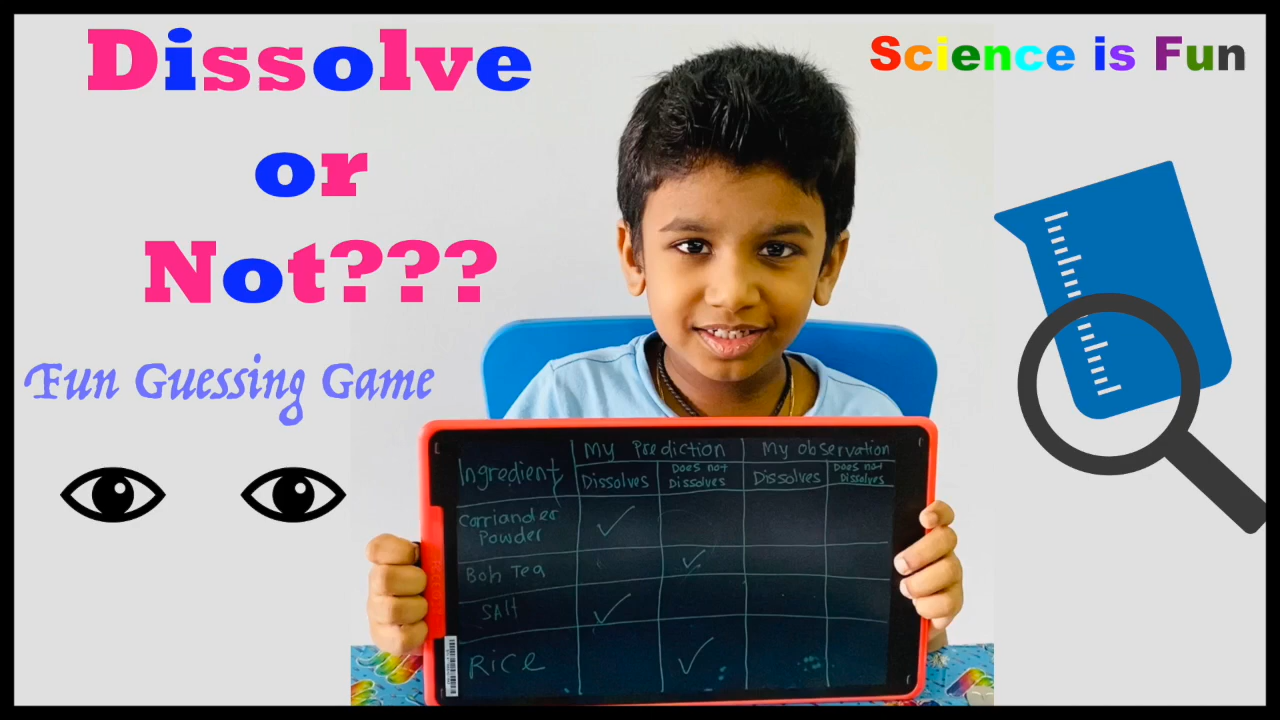 Dissolve
or
Not???
Science is Fun
Fun Guessing Game
Ingredient
My Prediction
My observation
Dissolves
Does not
Dissolves
Dissolves
Does not
Dissolves
Corriander
Powder
Boh Tea
SAlt
Rice